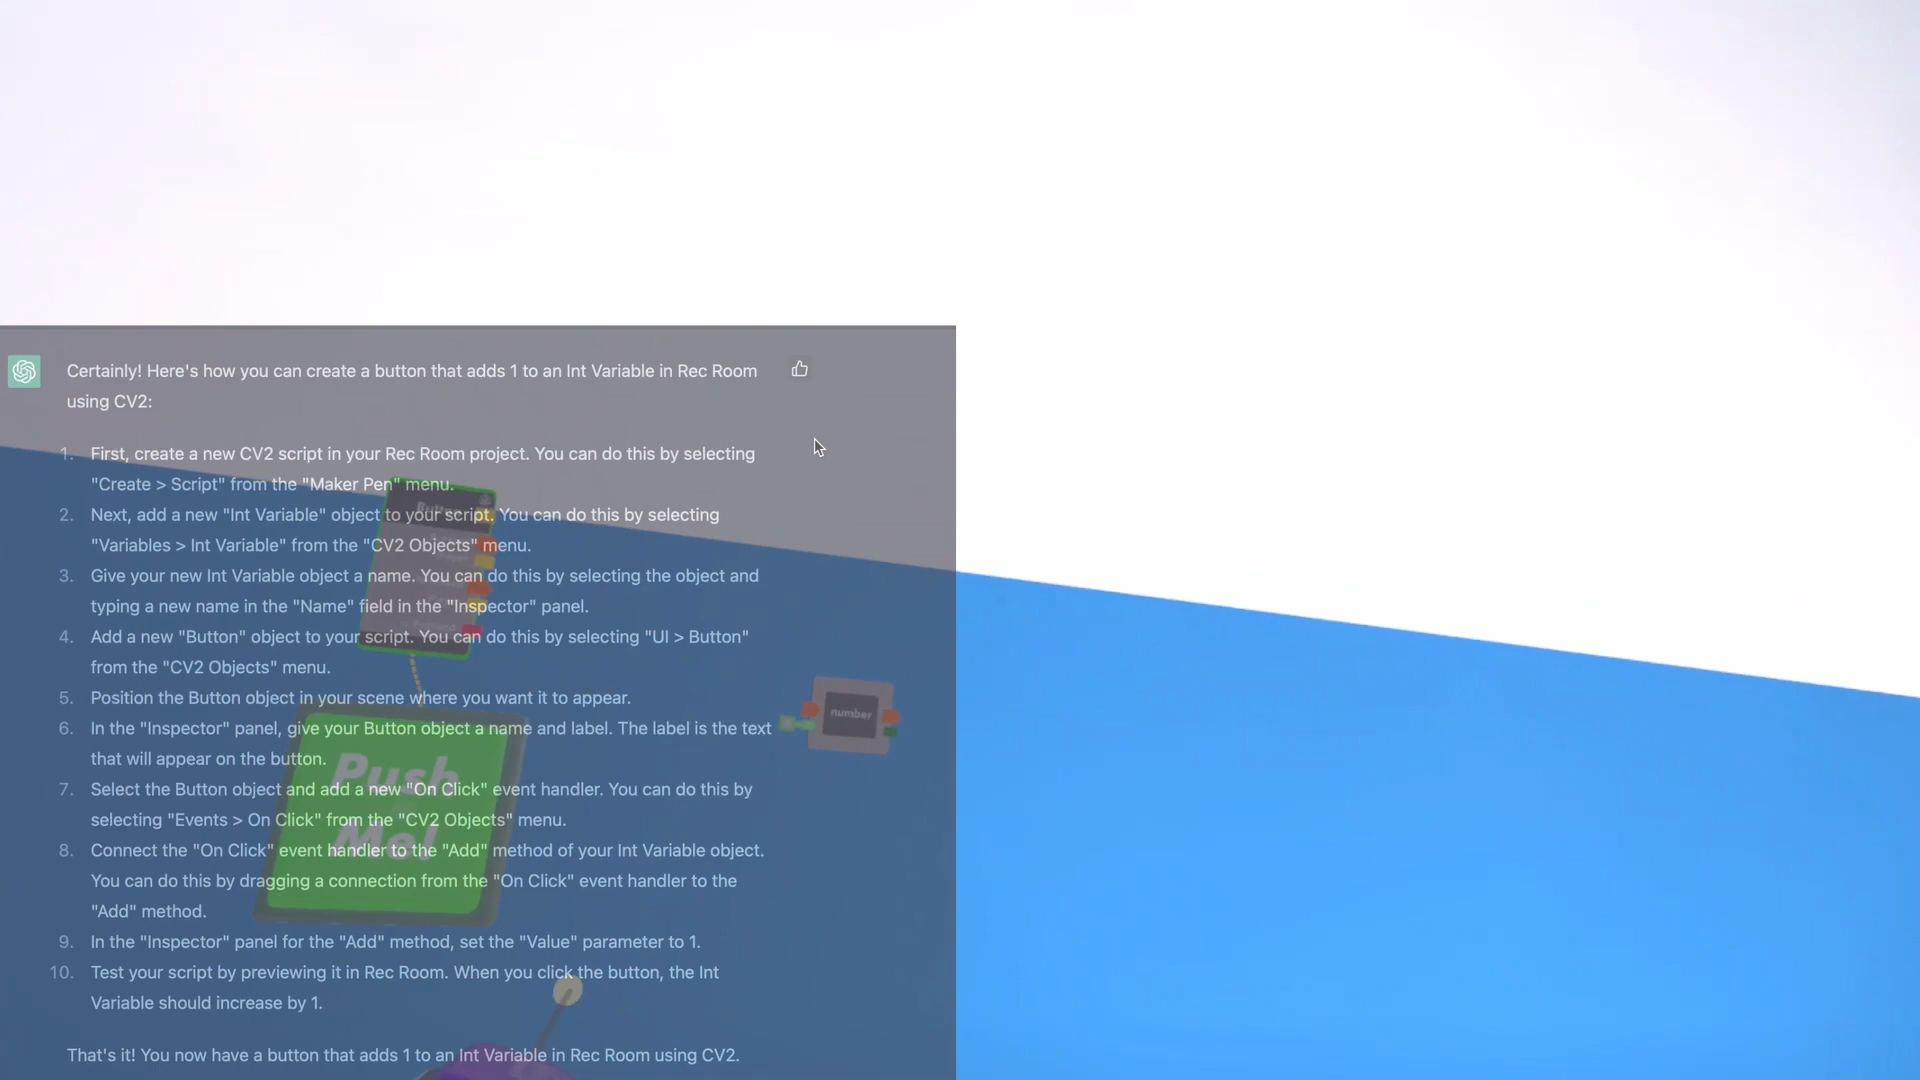 Certainly! Here's how you can create a button that adds 1 to an Int Variable in Rec Room
using CV2:
1. First, create a new CV2 script in your Rec Room project. You can do this by selecting
"Create > Script" from the "Maker Pen" menu.
2. Next, add a new "Int Variable" object to your script. You can do this by selecting
"Variables > Int Variable" from the "CV2 Objects" menu.
3. Give your new Int Variable object a name. You can do this by selecting the object and
typing a new name in the "Name" field in the "Inspector" panel.
4. Add a new "Button" object to your script. You can do this by selecting "UI > Button"
from the "CV2 Objects" menu.
5. Position the Button object in your scene where you want it to appear.
6. In the "Inspector" panel, give your Button object a name and label. The label is the text
that will appear on the button.
number
Push
Me!
7. Select the Button object and add a new "On Click" event handler. You can do this by
selecting "Events > On Click" from the "CV2 Objects" menu.
8. Connect the "On Click" event handler to the "Add" method of your Int Variable object.
You can do this by dragging a connection from the "On Click" event handler to the
"Add" method.
9. In the "Inspector" panel for the "Add" method, set the "Value" parameter to 1.
10. Test your script by previewing it in Rec Room. When you click the button, the Int
Variable should increase by 1.
That's it! You now have a button that adds 1 to an Int Variable in Rec Room using CV2.